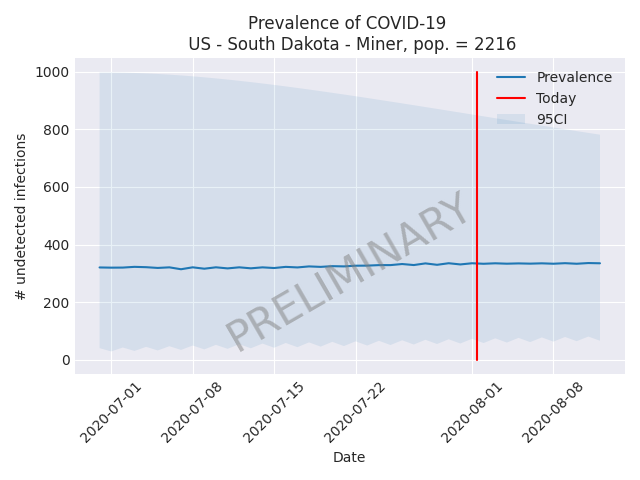 Prevalence of COVID-19
US - South Dakota - Miner, pop. = 2216
Prevalence
Today
95CI
# undetected infections
1000
800
600
400
200
0
PRELIMINARY
2020-07-01
2020-07-08
2020-07-15
2020-07-22
2020-08-01
2020-08-08
Date